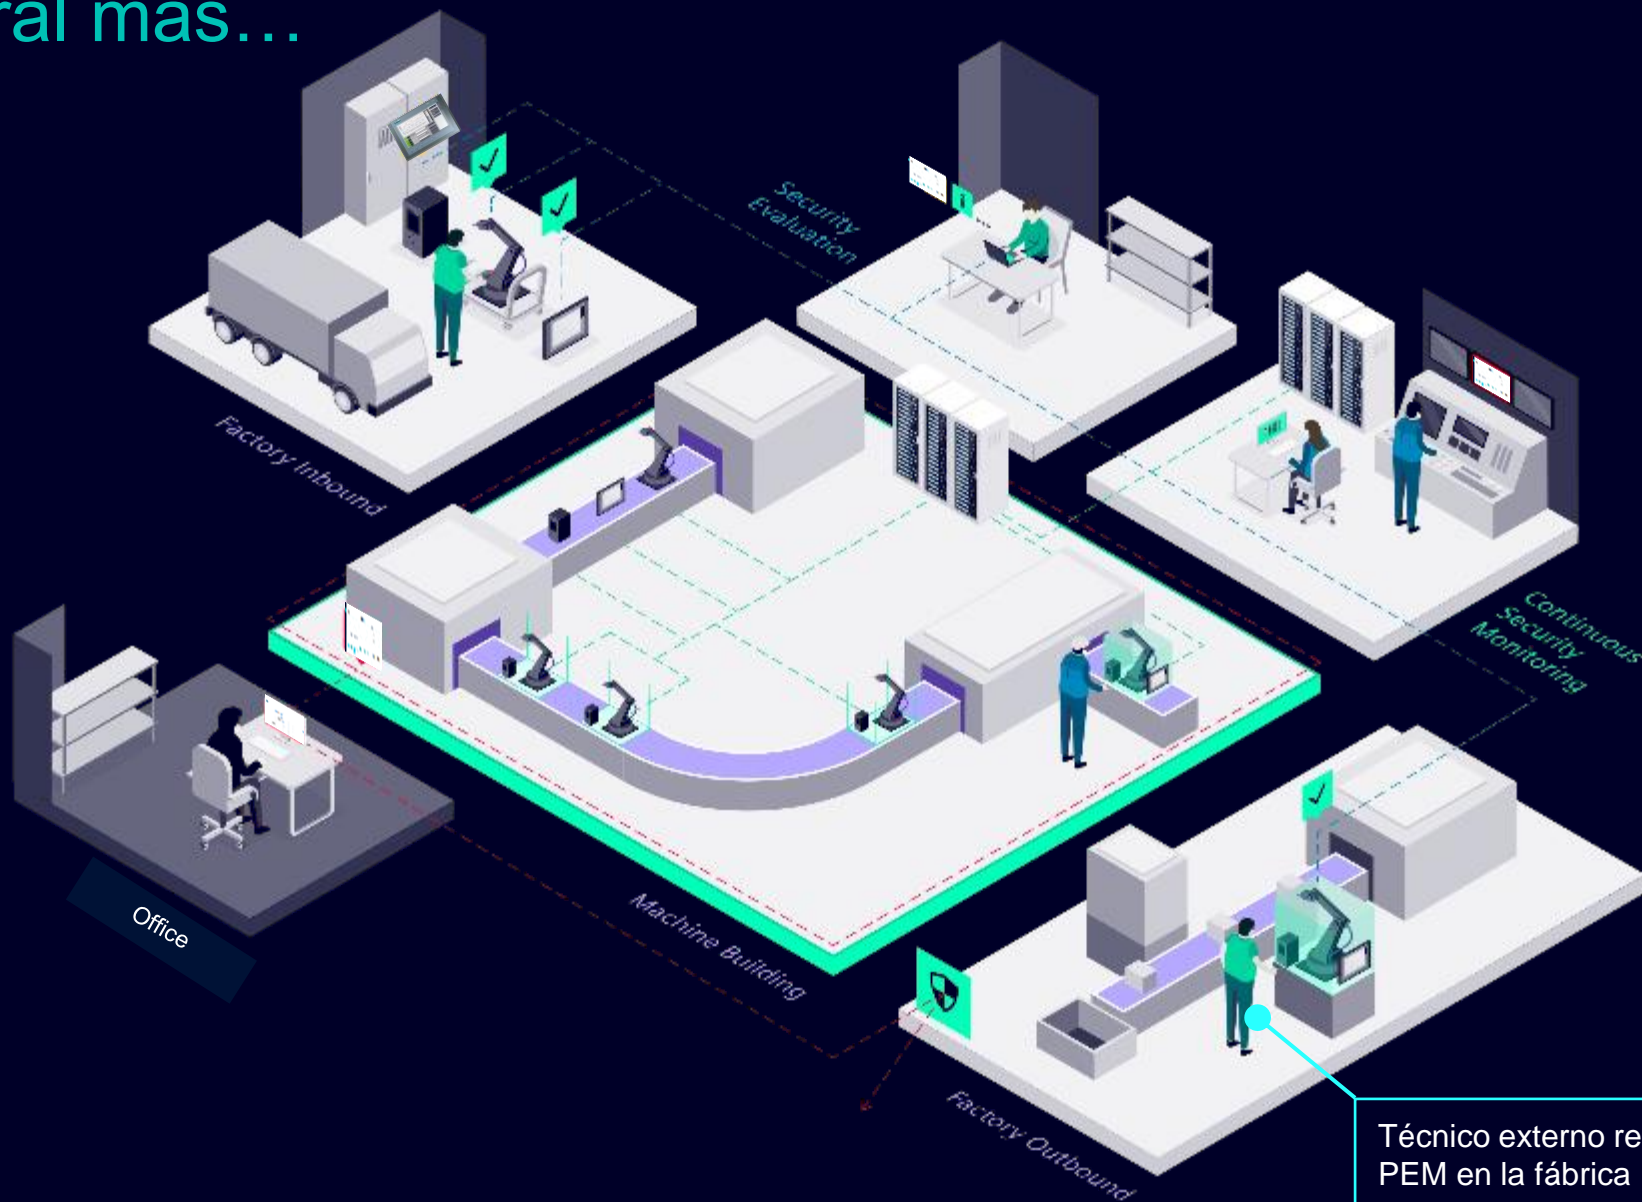 ral mas…
Security
Evaluation
Factory Inbound
Continuous
Security
Monitoring
Office
Machine Building
Factory Outbound
Técnico externo re
PEM en la fábrica